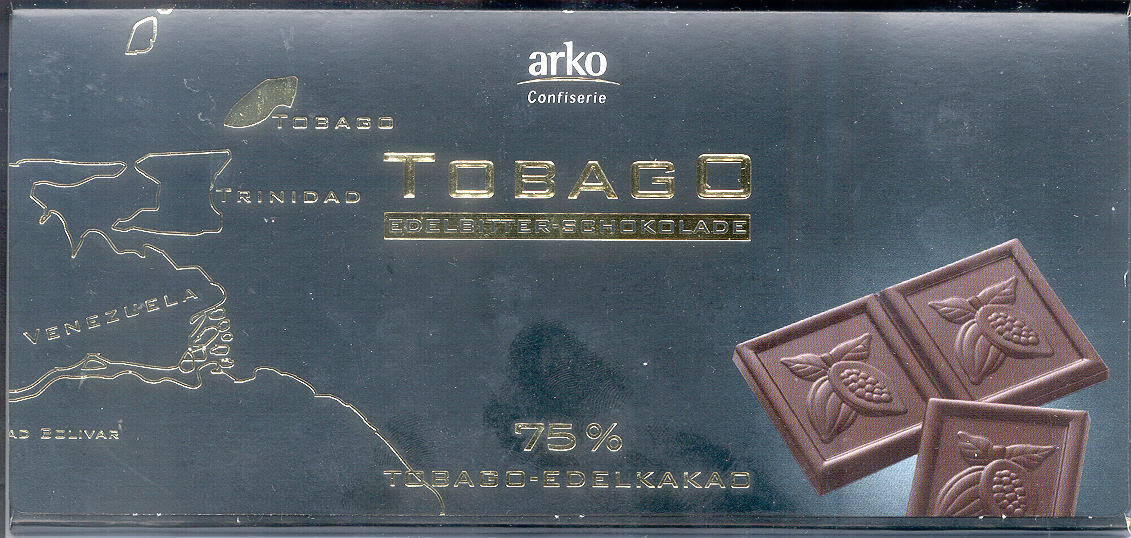 arko
Confiserie
TOBAGO
TOBAGO
EDELBITTER-SCHOKOLADE
TRINIDAD
VENEZUELA
AD BOLIVAR
75%
TOBAGO-EDELKAKAO